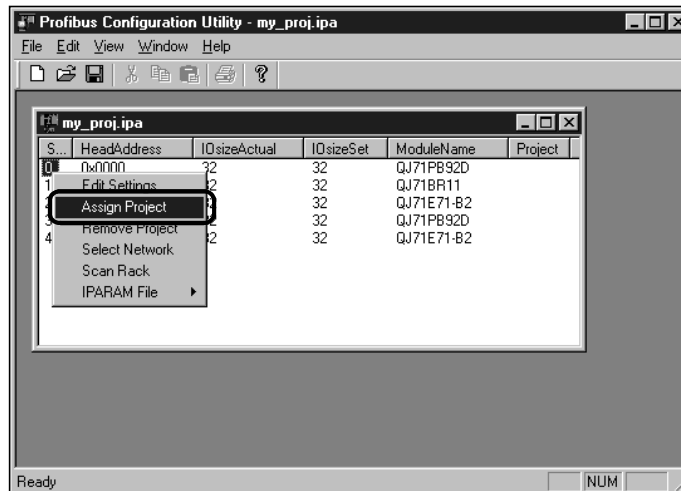 Profibus Configuration Utility - my_proj.ipa
File Edit View Window Help
my_proj.ipa
S... HeadAddress IOsizeActual IOsizeSet ModuleName Project
0 0x0000 32 32 QJ71PB92D
1 32 QJ71BR11
32 QJ71E71-B2
32 QJ71PB92D
4 32 QJ71E71-B2
Edit Settings
Assign Project
Remove Project
Select Network
Scan Rack
IPARAM File
Ready NUM